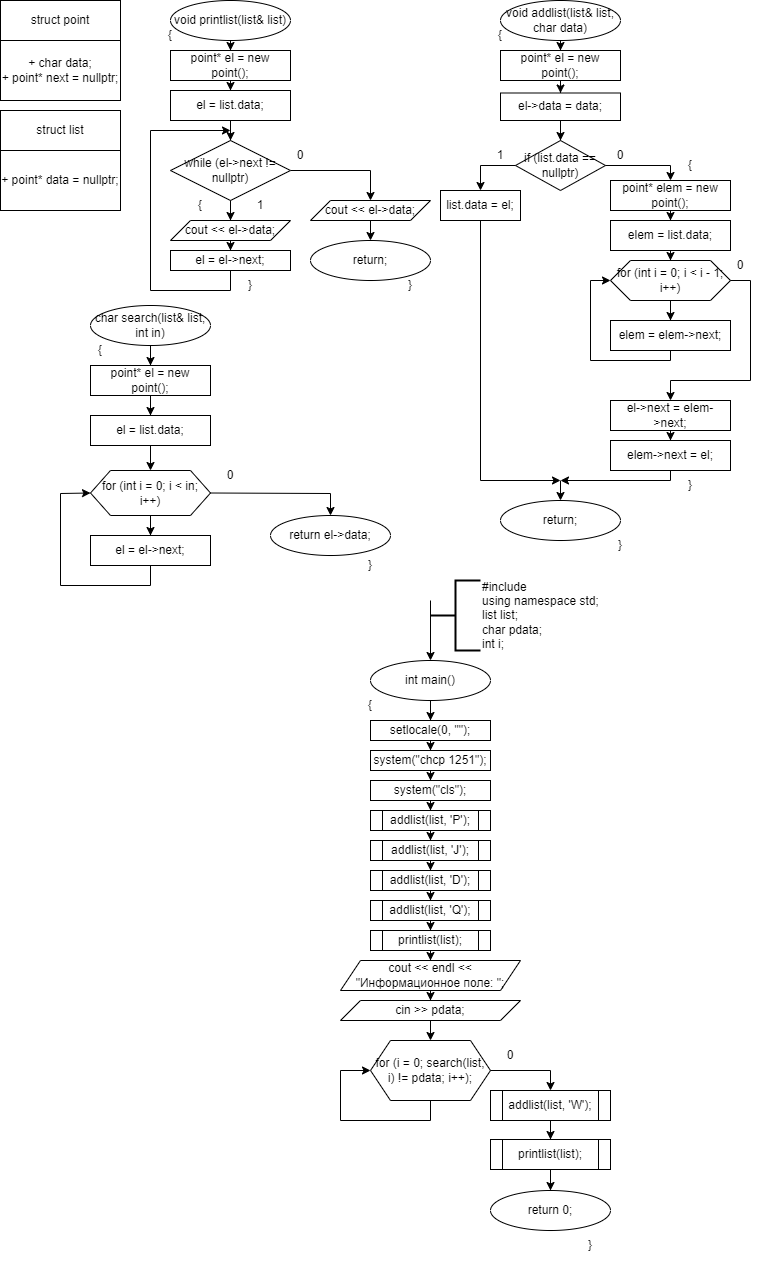 struct point
+ char data;
+ point* next = nullptr;
struct list
+ point* data = nullptr;
void printlist(list& list)
{
point* el = new
point();
el = list.data;
while (el->next !=
nullptr)
0
{
1
cout << el->data;
el = el->next;
}
cout << el->data;
return;
}
void addlist(list& list,
char data)
{
point* el = new
point();
el->data = data;
if (list.data ==
nullptr)
1
0
list.data = el;
{
point* elem = new
point();
elem = list.data;
for (int i = 0; i < i - 1;
i++)
0
elem = elem->next;
el->next = elem-
>next;
elem->next = el;
}
return;
}
char search(list& list,
int in)
{
point* el = new
point();
el = list.data;
for (int i = 0; i < in;
i++)
0
el = el->next;
return el->data;
}
#include
using namespace std;
list list;
char pdata;
int i;
int main()
{
setlocale(0, "");
system("chcp 1251");
system("cls");
addlist(list, 'P');
addlist(list, 'J');
addlist(list, 'D');
addlist(list, 'Q');
printlist(list);
cout << endl <<
"Информационное поле: ";
cin >> pdata;
for (i = 0; search(list,
i) != pdata; i++);
0
addlist(list, 'W');
printlist(list);
return 0;
}